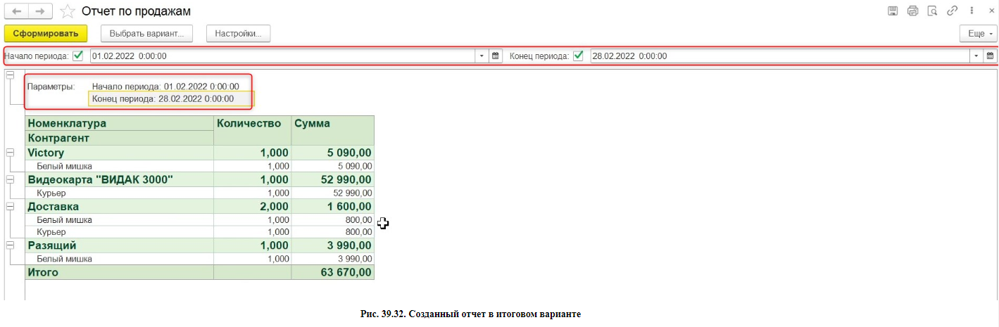 Отчет по продажам
Сформировать Выбрать вариант... Настройки... Еще
Начало периода: 01.02.2022 0:00:00 Конец периода: 28.02.2022 0:00:00
Параметры: Начало периода: 01.02.2022 0:00:00
Конец периода: 28.02.2022 0:00:00
Номенклатура Количество Сумма
Контрагент
Victory 1,000 5 090,00
Белый мишка 1,000 5 090,00
Видеокарта "ВИДАК 3000" 1,000 52 990,00
Курьер 1,000 52 990,00
Доставка 2,000 1 600,00
Белый мишка 1,000 800,00
Курьер 1,000 800,00
Разящий 1,000 3 990,00
Белый мишка 1,000 3 990,00
Итого 63 670,00
Рис. 39.32. Созданный отчет в итоговом варианте